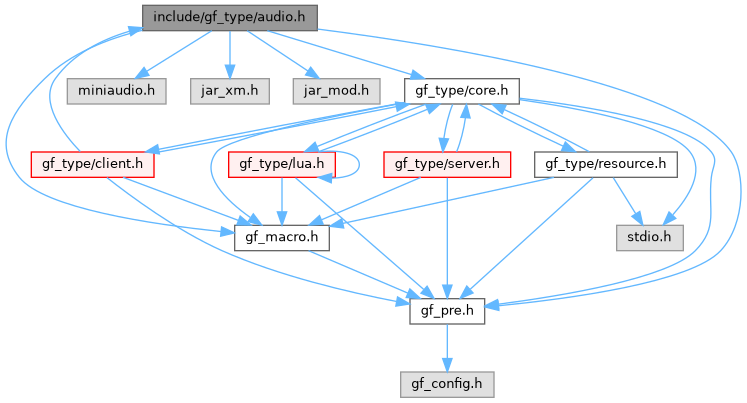 include/gf_type/audio.h
miniaudio.h
jar_xm.h
jar_mod.h
gf_type/core.h
gf_type/client.h
gf_type/lua.h
gf_type/server.h
gf_type/resource.h
gf_macro.h
stdio.h
gf_pre.h
gf_config.h